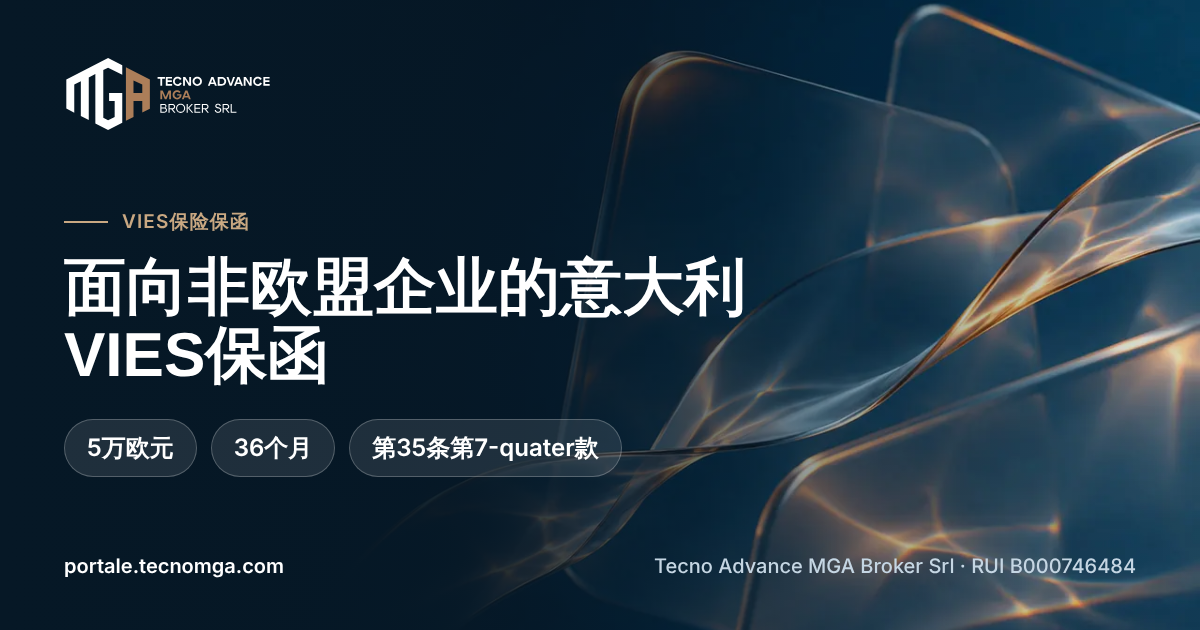 MGA
TECNO ADVANCE
MGA
BROKER SRL
VIES保险保函
面向非欧盟企业的意大利
VIES保函
5万欧元
36个月
第35条第7-quater款
portale.tecnomga.com
Tecno Advance MGA Broker Srl · RUI B000746484